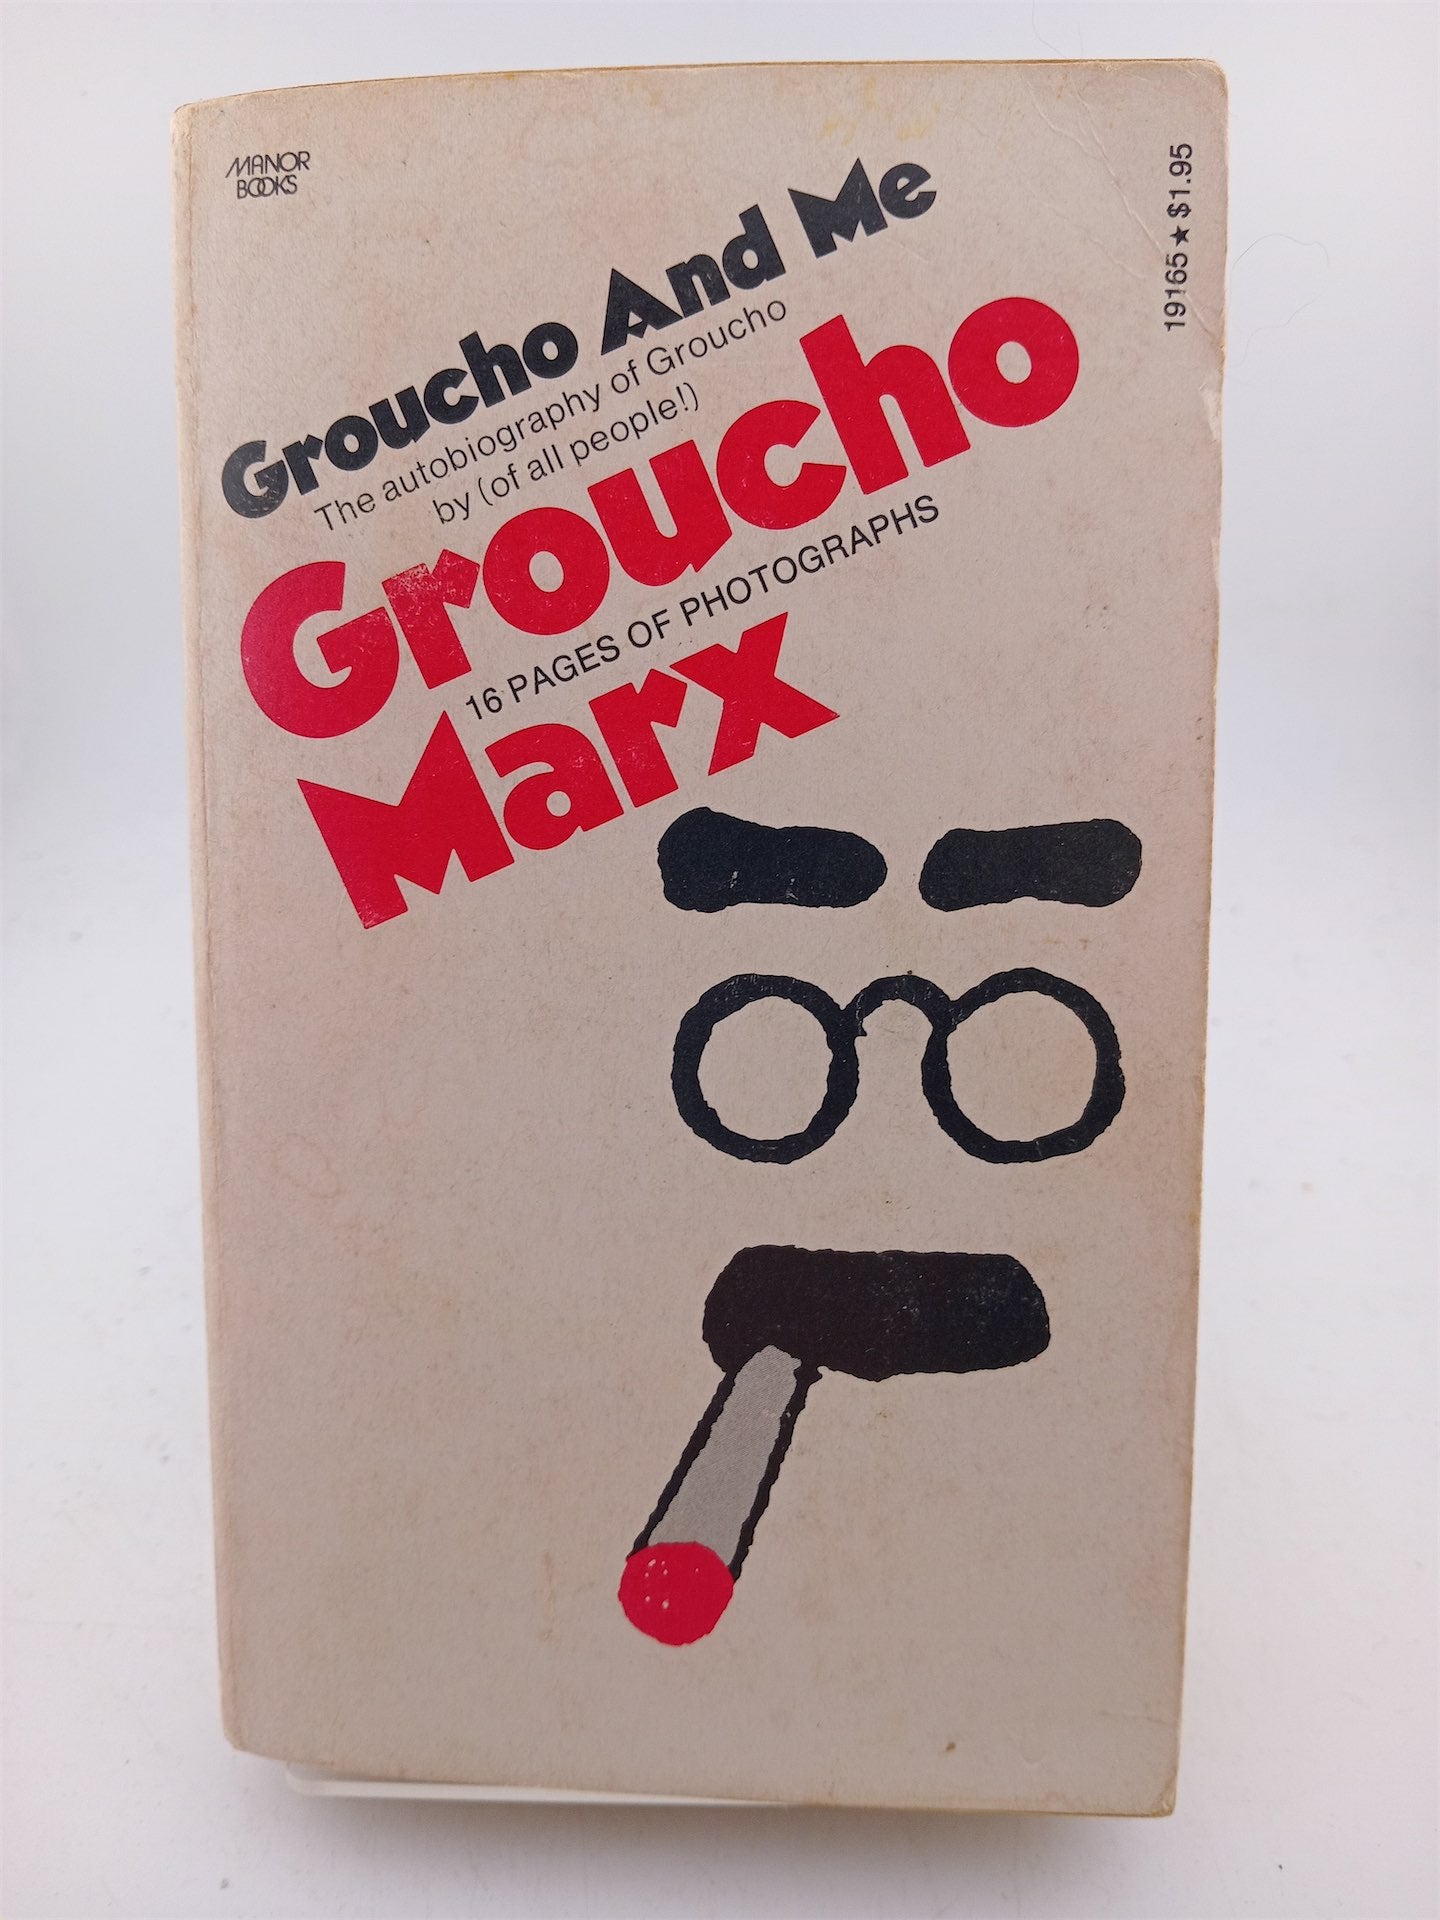 MANOR
BOOKS
19165★$1.95
Groucho And Me
The autobiography of Groucho
by (of all people!)
Groucho
16 PAGES OF PHOTOGRAPHS
Marx